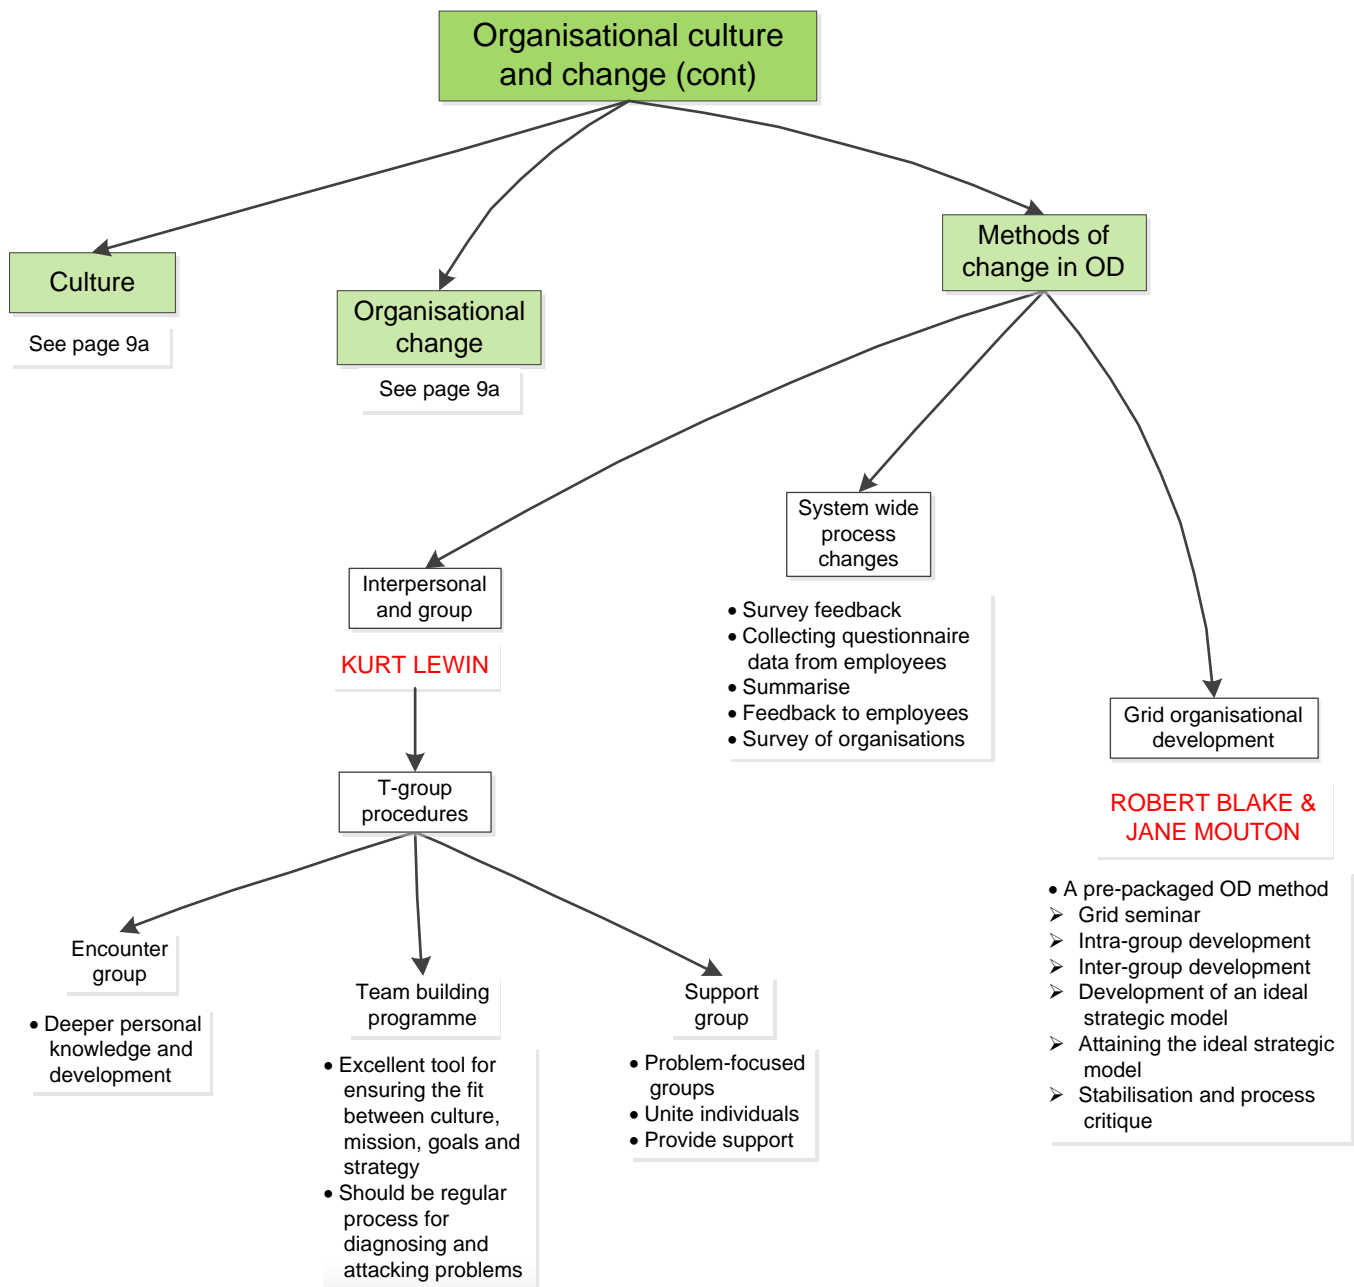 Organisational culture
and change (cont)
Culture
See page 9a
Organisational
change
See page 9a
Methods of
change in OD
Interpersonal
and group
KURT LEWIN
T-group
procedures
Encounter
group
• Deeper personal
knowledge and
development
Team building
programme
• Excellent tool for
ensuring the fit
between culture,
mission, goals and
strategy
• Should be regular
process for
diagnosing and
attacking problems
Support
group
• Problem-focused
groups
• Unite individuals
• Provide support
System wide
process
changes
• Survey feedback
• Collecting questionnaire
data from employees
• Summarise
• Feedback to employees
• Survey of organisations
Grid organisational
development
ROBERT BLAKE &
JANE MOUTON
• A pre-packaged OD method
➢ Grid seminar
➢ Intra-group development
➢ Inter-group development
➢ Development of an ideal
strategic model
➢ Attaining the ideal strategic
model
➢ Stabilisation and process
critique